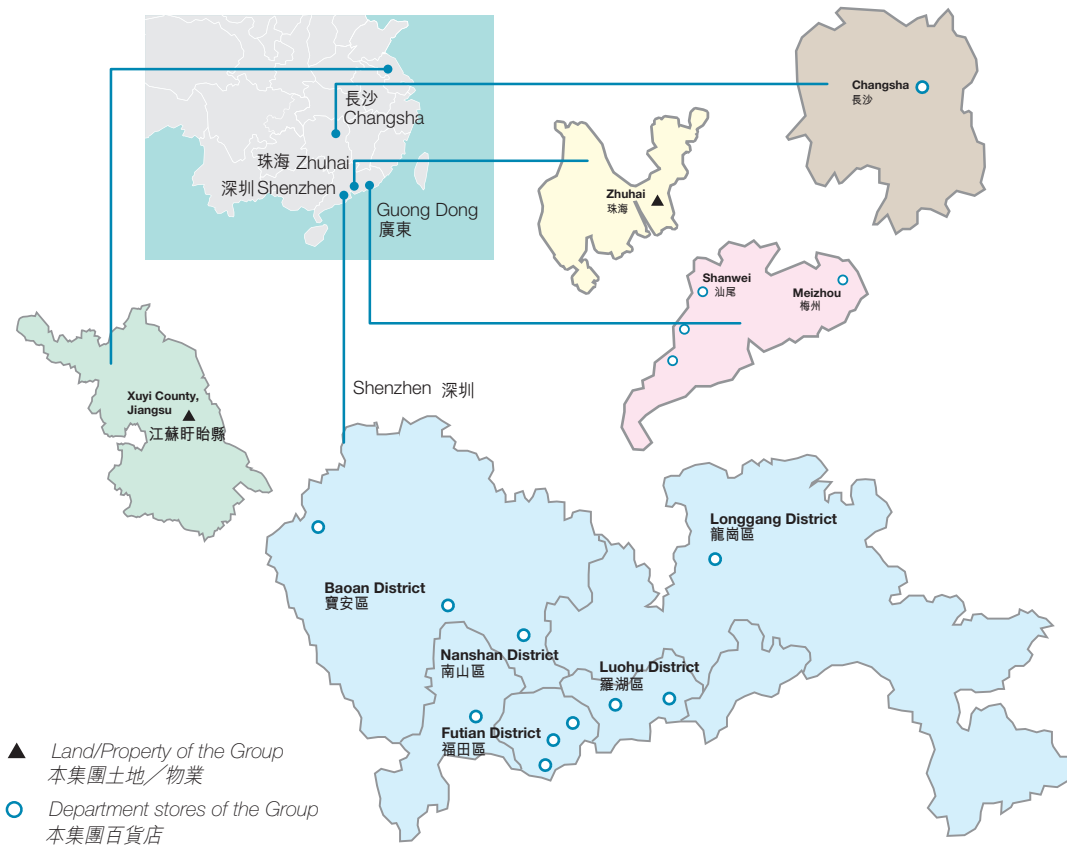 長沙
Changsha
珠海 Zhuhai
深圳 Shenzhen
Guong Dong
廣東
Changsha
長沙
Zhuhai
珠海
Shanwei
汕尾
Meizhou
梅州
Xuyi County,
Jiangsu
江蘇盱眙縣
Shenzhen 深圳
Longgang District
龍崗區
Baoan District
寶安區
Nanshan District
南山區
Luohu District
羅湖區
Futian District
福田區
Land/Property of the Group
本集團土地／物業
Department stores of the Group
本集團百貨店